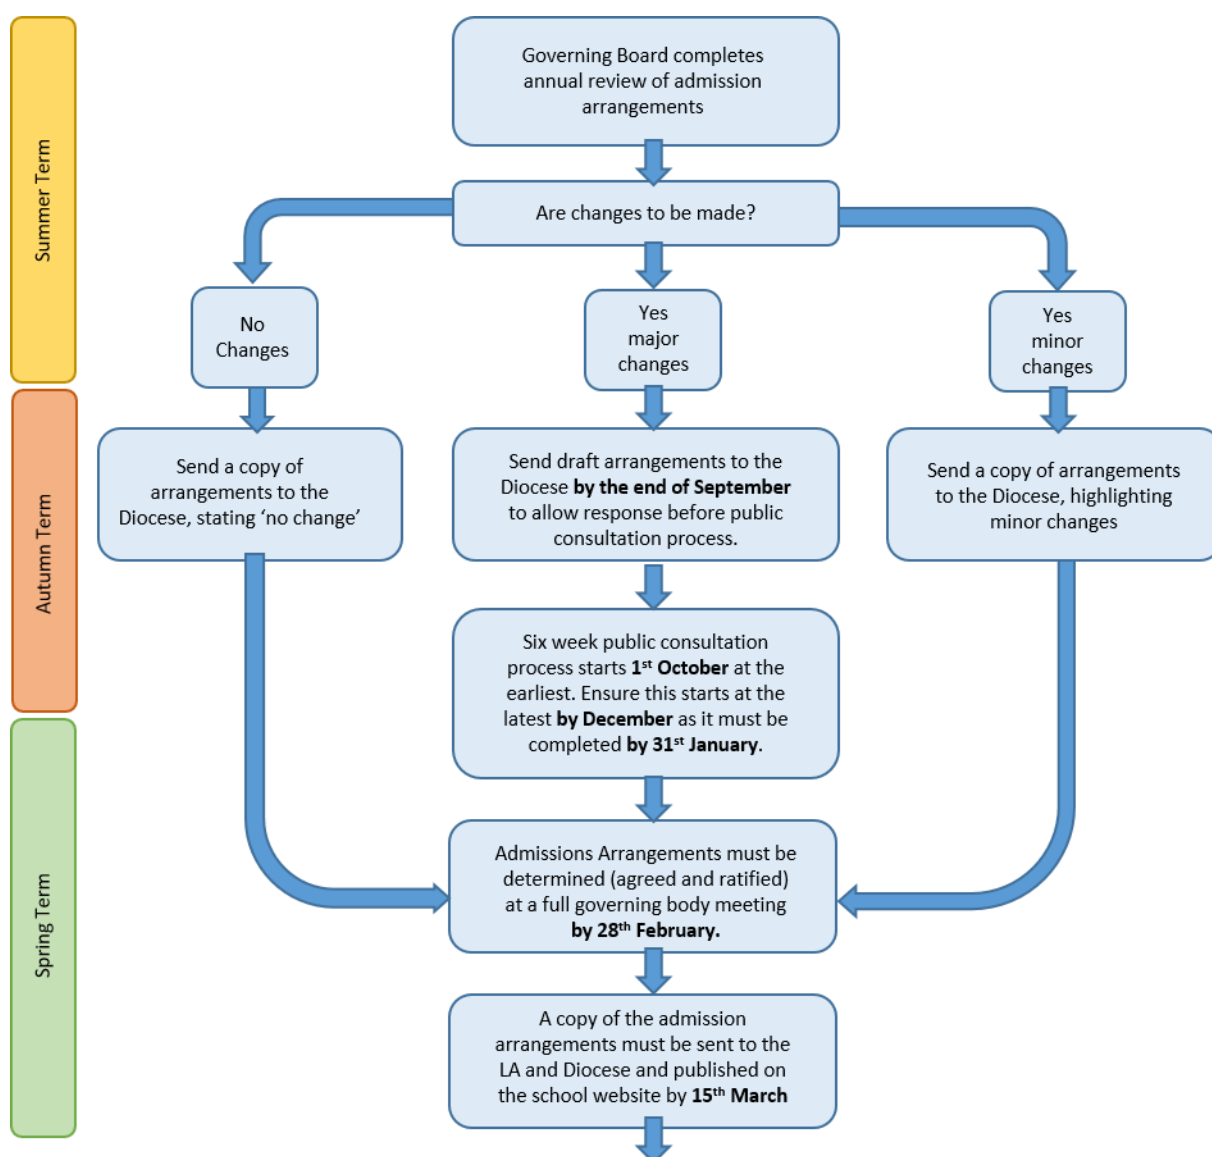 Summer Term
Governing Board completes
annual review of admission
arrangements
Are changes to be made?
No
Changes
Yes
major
changes
Yes
minor
changes
Autumn Term
Send a copy of
arrangements to the
Diocese, stating ‘no change’
Send draft arrangements to the
Diocese by the end of September
to allow response before public
consultation process.
Send a copy of arrangements
to the Diocese, highlighting
minor changes
Six week public consultation
process starts 1st October at the
earliest. Ensure this starts at the
latest by December as it must be
completed by 31st January.
Spring Term
Admissions Arrangements must be
determined (agreed and ratified)
at a full governing body meeting
by 28th February.
A copy of the admission
arrangements must be sent to the
LA and Diocese and published on
the school website by 15th March